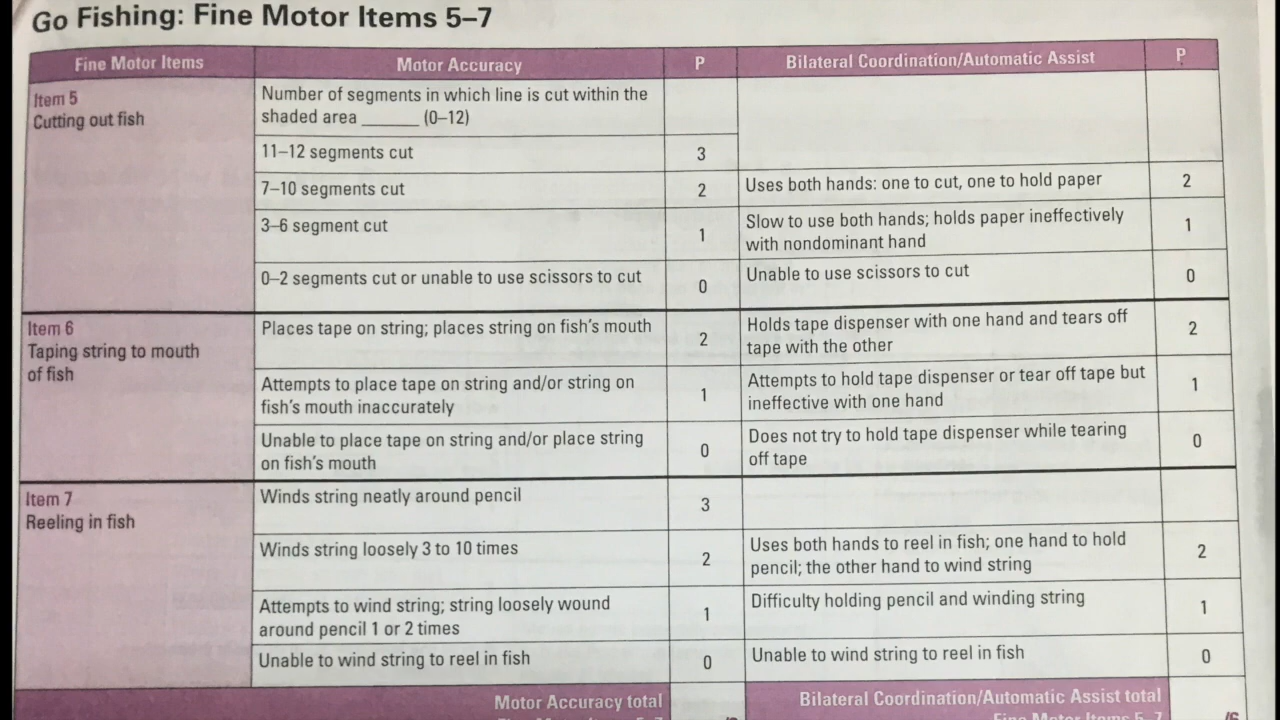 Go Fishing: Fine Motor Items 5–7
Fine Motor Items Motor Accuracy P Bilateral Coordination/Automatic Assist P
Item 5
Cutting out fish
Number of segments in which line is cut within the
shaded area ______ (0–12)
11–12 segments cut 3
7–10 segments cut 2 Uses both hands: one to cut, one to hold paper 2
3–6 segment cut 1 Slow to use both hands; holds paper ineffectively
with nondominant hand 1
0–2 segments cut or unable to use scissors to cut 0 Unable to use scissors to cut 0
Item 6
Taping string to mouth
of fish
Places tape on string; places string on fish's mouth 2 Holds tape dispenser with one hand and tears off
tape with the other 2
Attempts to place tape on string and/or string on
fish's mouth inaccurately 1
Attempts to hold tape dispenser or tear off tape but
ineffective with one hand 1
Unable to place tape on string and/or place string
on fish's mouth 0
Does not try to hold tape dispenser while tearing
off tape 0
Item 7
Reeling in fish
Winds string neatly around pencil 3
Winds string loosely 3 to 10 times 2 Uses both hands to reel in fish; one hand to hold
pencil; the other hand to wind string 2
Attempts to wind string; string loosely wound
around pencil 1 or 2 times 1
Difficulty holding pencil and winding string 1
Unable to wind string to reel in fish 0 Unable to wind string to reel in fish 0
Motor Accuracy total Bilateral Coordination/Automatic Assist total
Fine Motor Items 5–7 Fine Motor Items 5–7 /6